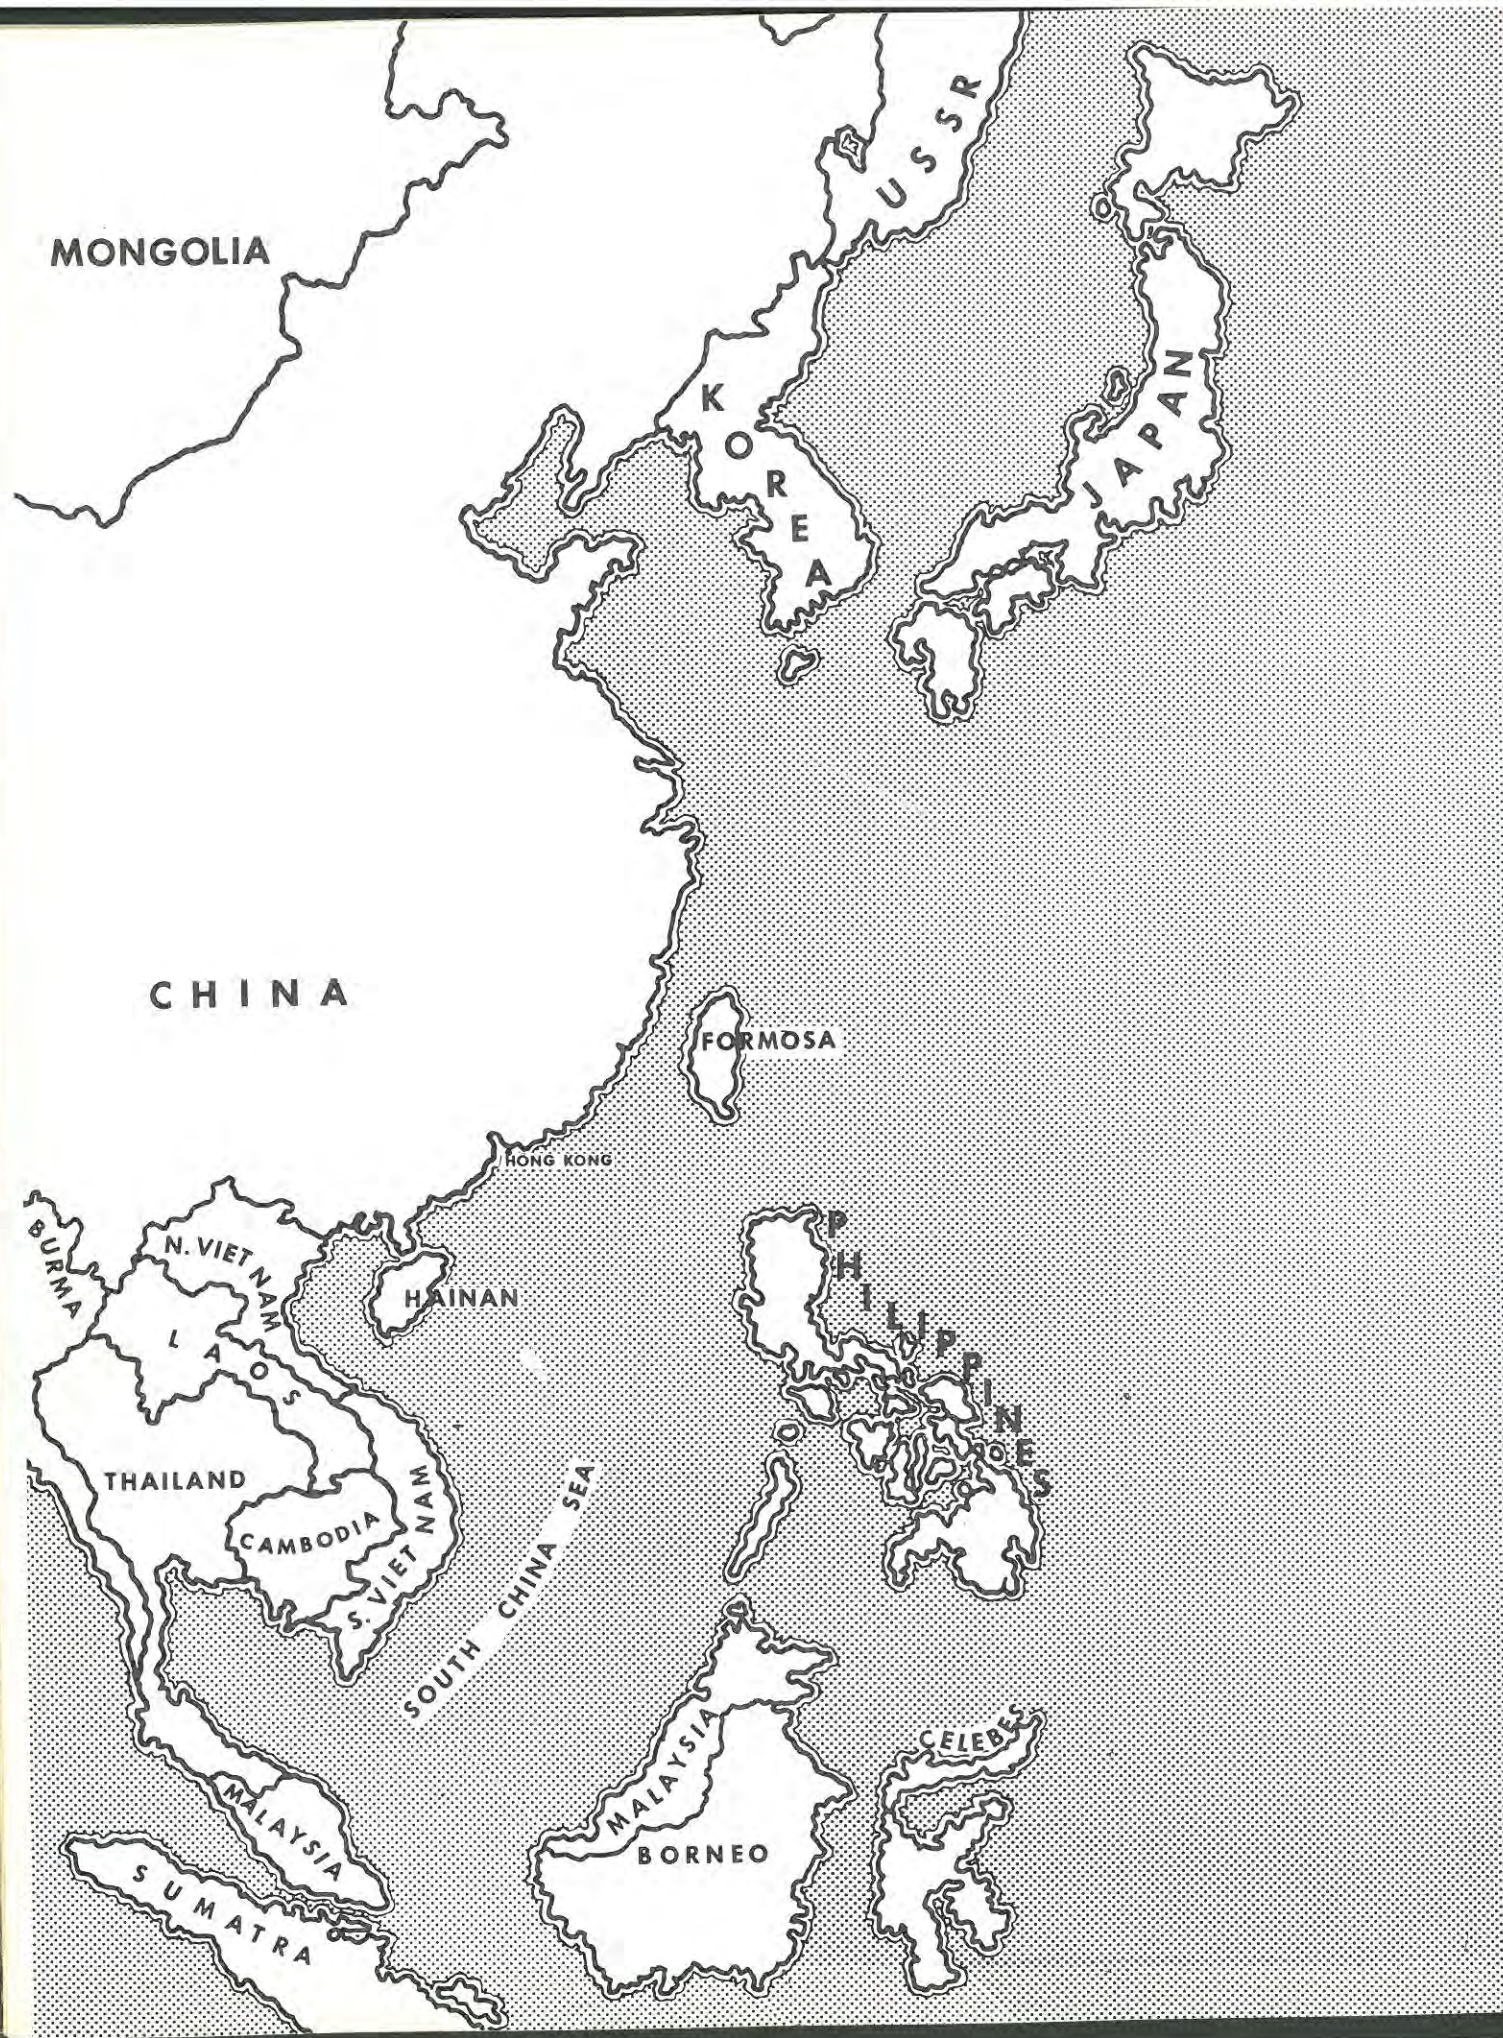 USSR
MONGOLIA
KOREA
JAPAN
CHINA
FORMOSA
HONG KONG
BURMA
N. VIET NAM
HAINAN
LAOS
PHILIPPINES
THAILAND
CAMBODIA
S. VIET NAM
SOUTH CHINA SEA
CELEBES
MALAYSIA
MALAYSIA
BORNEO
SUMATRA